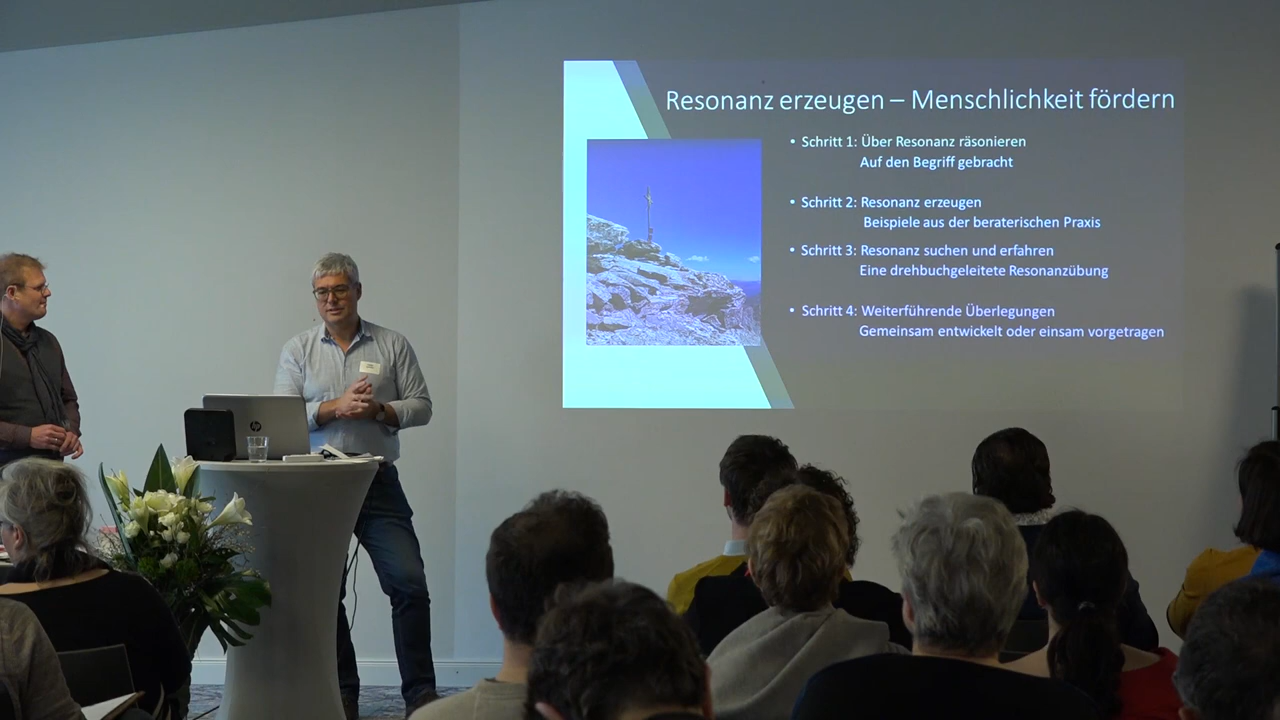 Resonanz erzeugen – Menschlichkeit fördern
• Schritt 1: Über Resonanz räsonieren
Auf den Begriff gebracht
• Schritt 2: Resonanz erzeugen
Beispiele aus der beraterischen Praxis
• Schritt 3: Resonanz suchen und erfahren
Eine drehbuchgeleitete Resonanzübung
• Schritt 4: Weiterführende Überlegungen
Gemeinsam entwickelt oder einsam vorgetragen
hp